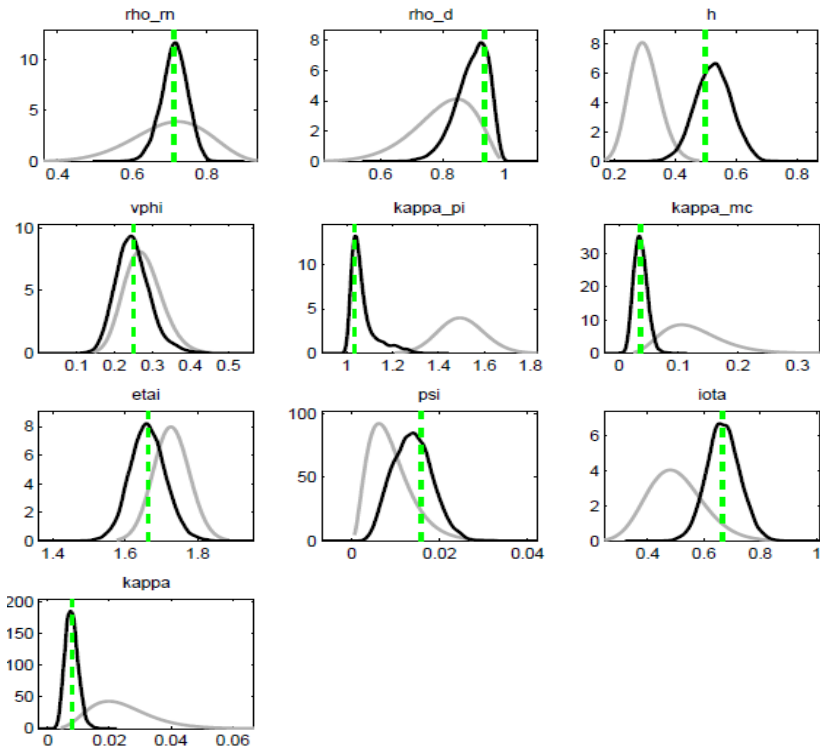 rho_rn rho_d h
10 5 0 0.4 0.6 0.8
8 6 4 2 0 0.6 0.8 1
8 6 4 2 0 0.2 0.4 0.6 0.8
vphi kappa_pi kappa_mc
10 5 0 0.1 0.2 0.3 0.4 0.5
10 5 0 1 1.2 1.4 1.6 1.8
30 20 10 0 0 0.1 0.2 0.3
etai psi iota
8 6 4 2 0 1.4 1.6 1.8
100 50 0 0 0.02 0.04
6 4 2 0 0.4 0.6 0.8 1
kappa
200 150 100 50 0 0 0.02 0.04 0.06